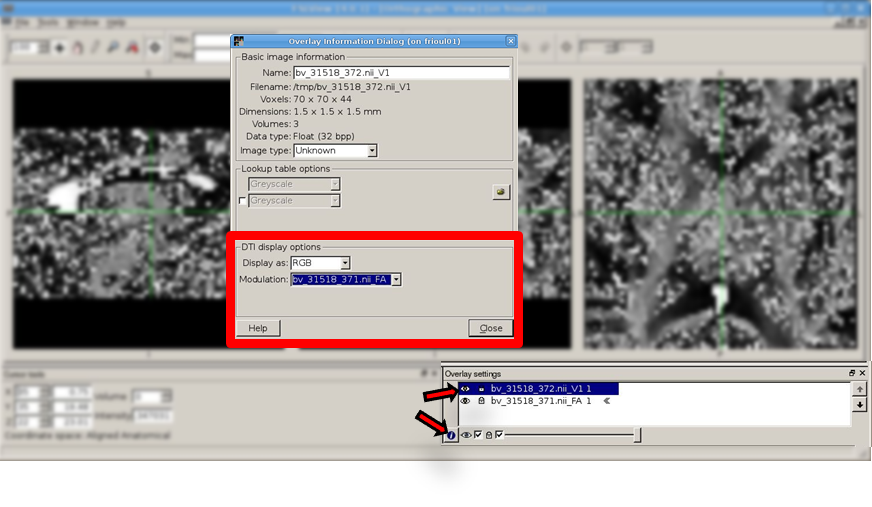 Overlay Information Dialog (on frioul01)
Basic image information
Name: bv_31518_372.nii_V1
Filename: /tmp/bv_31518_372.nii_V1
Voxels: 70 x 70 x 44
Dimensions: 1.5 x 1.5 x 1.5 mm
Volumes: 3
Data type: Float (32 bpp)
Image type: Unknown
Lookup table options
Greyscale
Greyscale
DTI display options
Display as: RGB
Modulation: bv_31518_371.nii_FA
Help Close
Overlay settings
bv_31518_372.nii_V1 1
bv_31518_371.nii_FA 1
File Tools Window Help
Coordinate space: Aligned Anatomical